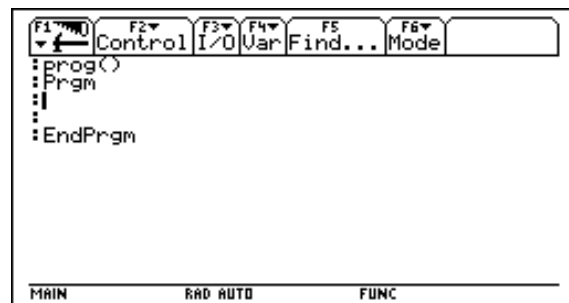 F1 F2 Control F3 I/O F4 Var F5 Find... F6 Mode
:prog()
:Prgm
:
:
:EndPrgm
MAIN RAD AUTO FUNC